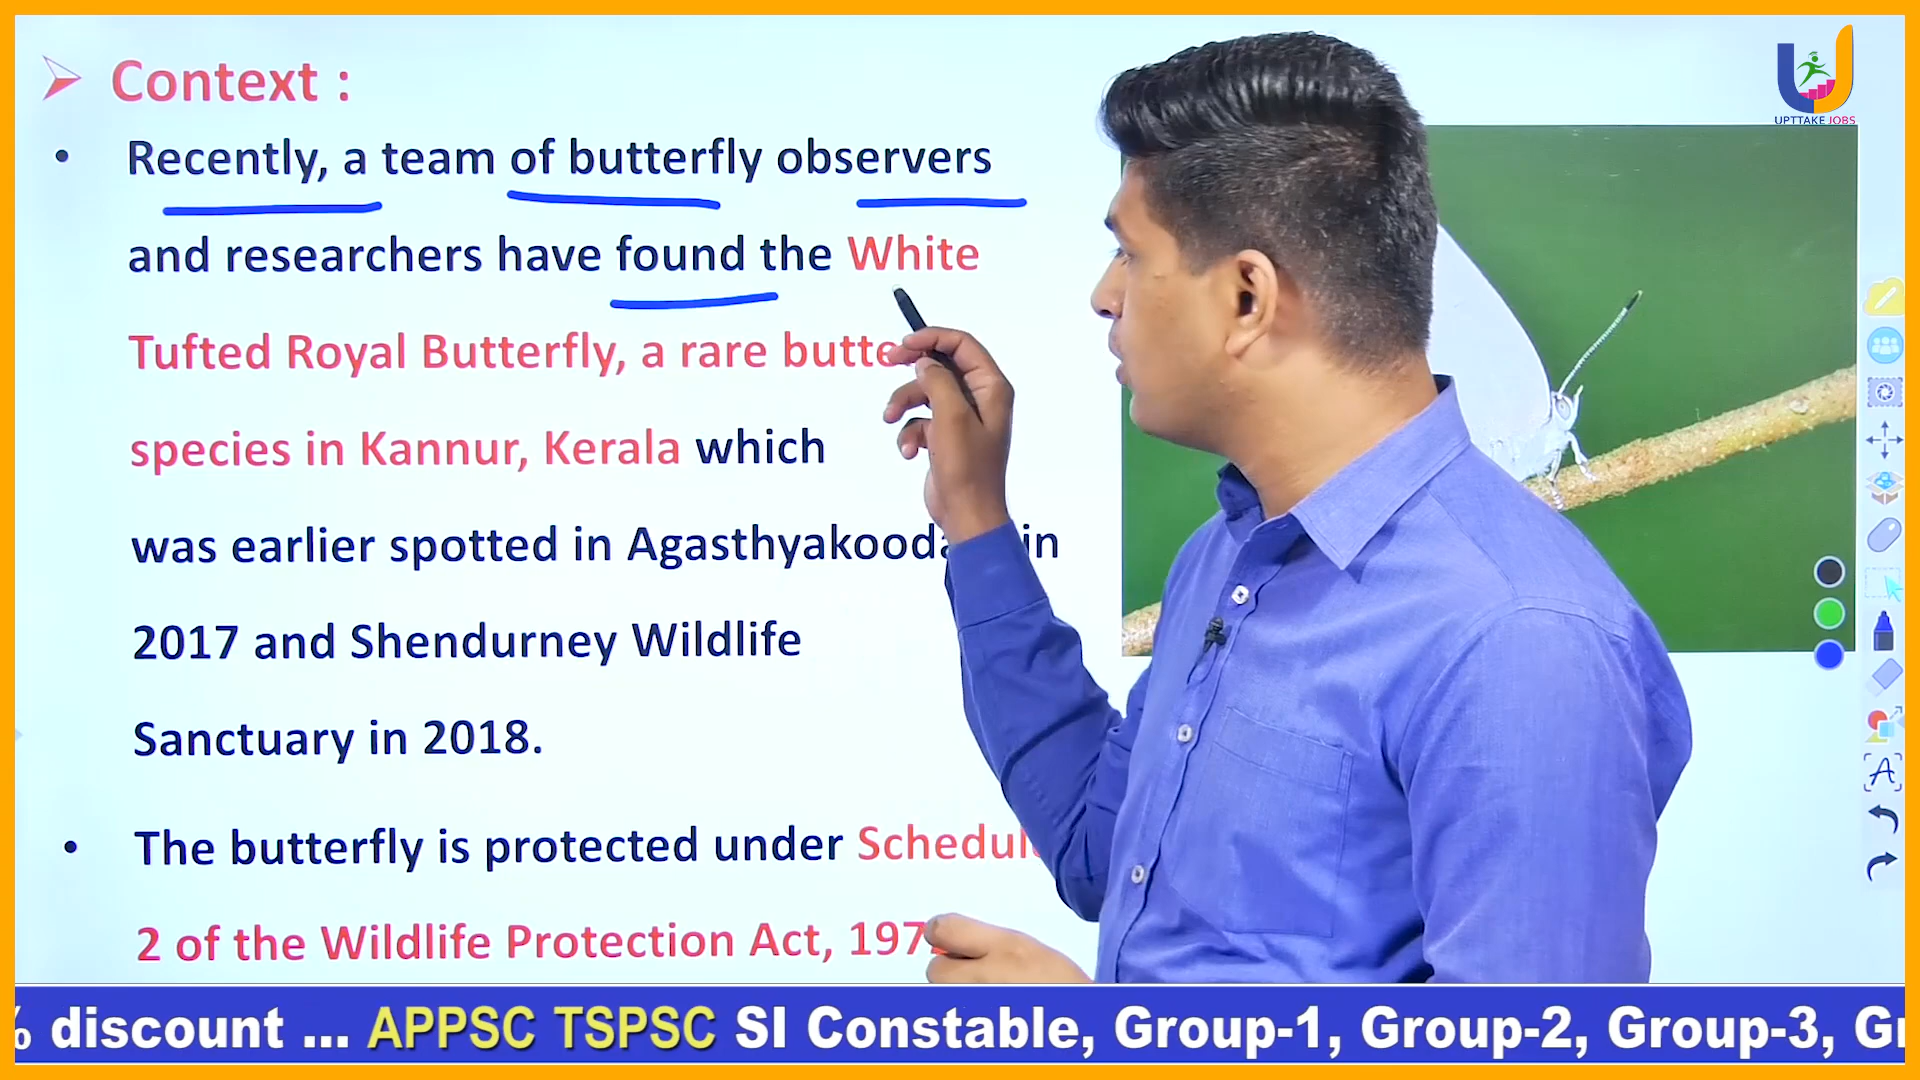 Context :
UPTTAKE JOBS
• Recently, a team of butterfly observers
and researchers have found the White
Tufted Royal Butterfly, a rare
species in Kannur, Kerala which
was earlier spotted in in
2017 and Shendurney Wildlife
Sanctuary in 2018.
• The butterfly is protected under
2 of the Wildlife Protection Act,
% discount ... APPSC TSPSC SI Constable, Group-1, Group-2, Group-3,